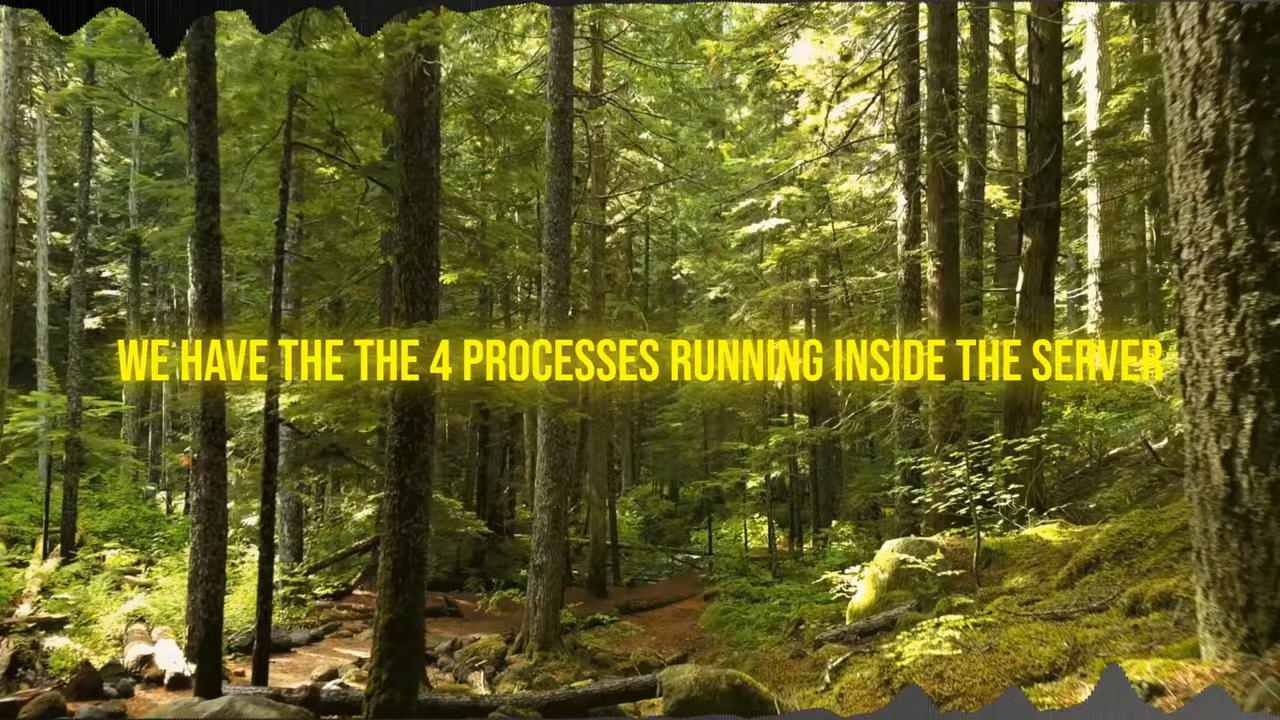 WE HAVE THE THE 4 PROCESSES RUNNING INSIDE THE SERVER